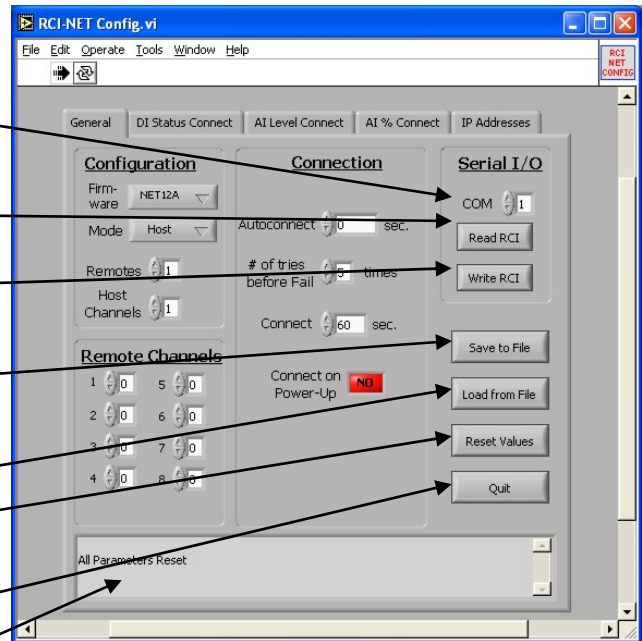 RCI-NET Config.vi
File Edit Operate Tools Window Help
RCI
NET
CONFIG
General DI Status Connect AI Level Connect AI % Connect IP Addresses
Configuration
Firm-
ware NET12A
Mode Host
Remotes 1
Host
Channels 1
Remote Channels
1 0 5 0
2 0 6 0
3 0 7 0
4 0 8 0
Connection
Autoconnect 0 sec.
# of tries
before Fail 5 times
Connect 60 sec.
Connect on
Power-Up NO
Serial I/O
COM 1
Read RCI
Write RCI
Save to File
Load from File
Reset Values
Quit
All Parameters Reset